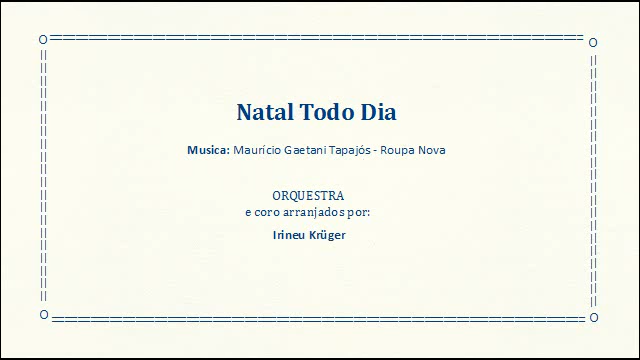 Natal Todo Dia
Musica: Maurício Gaetani Tapajós - Roupa Nova
ORQUESTRA
e coro arranjados por:
Irineu Krüger